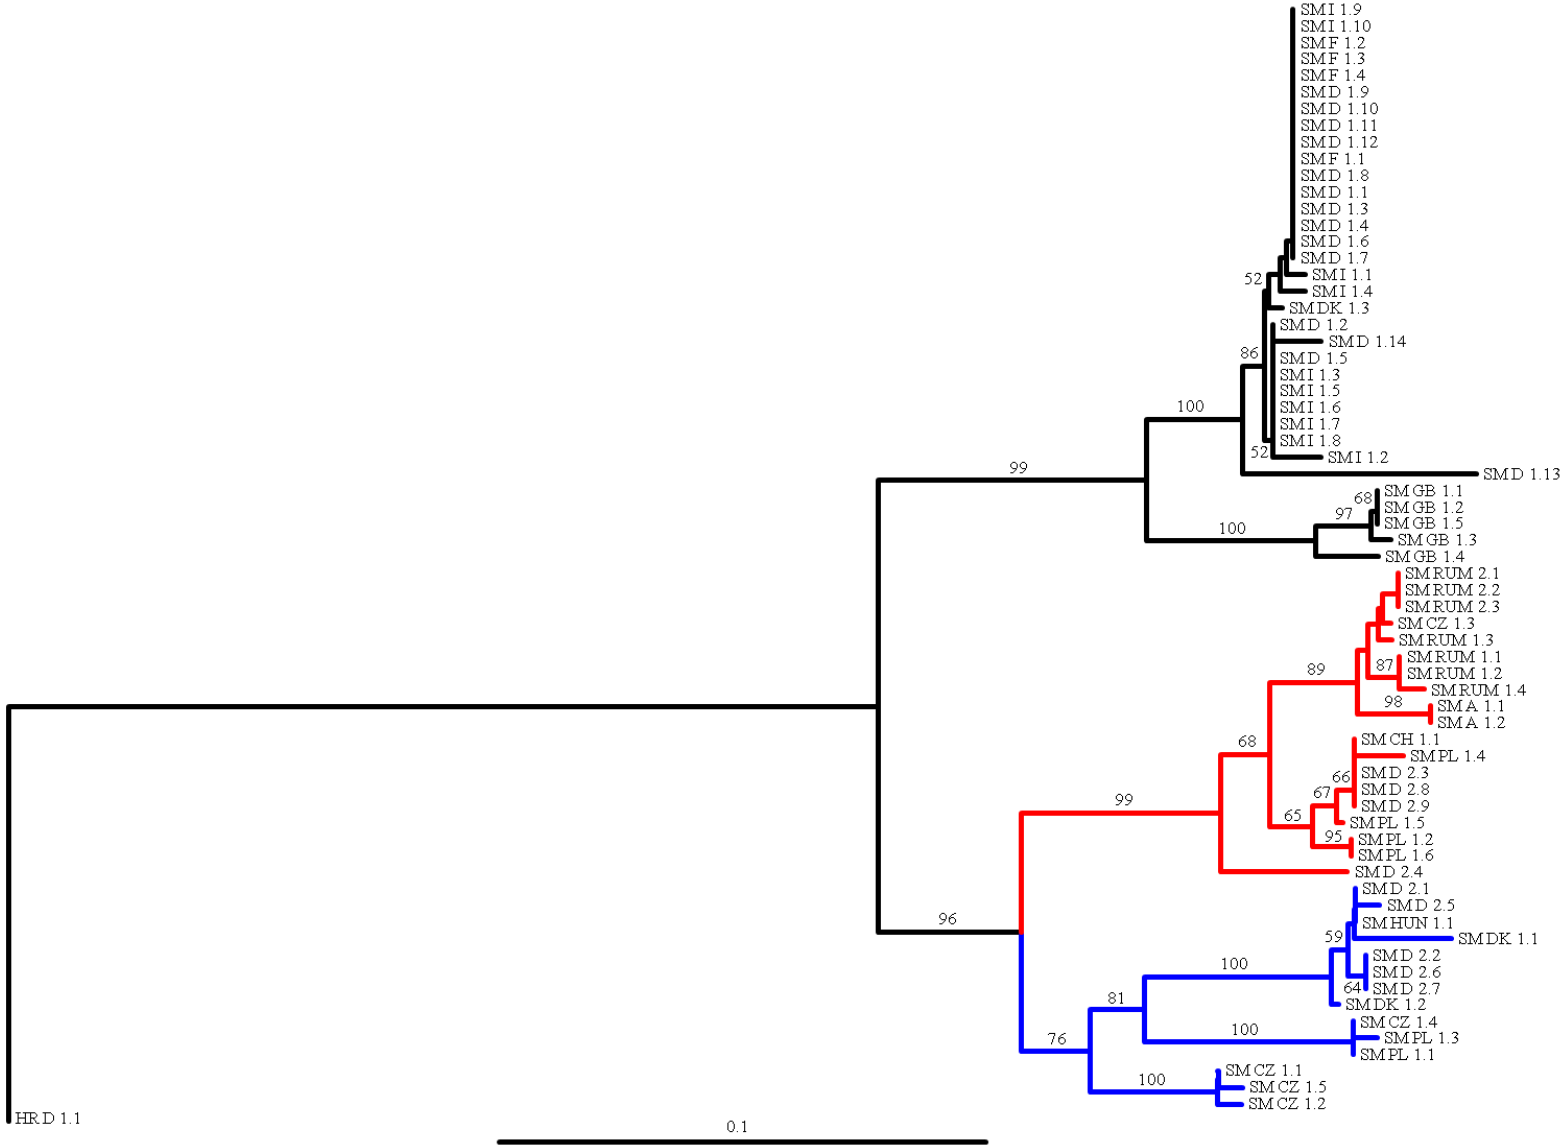 SMI 1.9
SMI 1.10
SMF 1.2
SMF 1.3
SMF 1.4
SMD 1.9
SMD 1.10
SMD 1.11
SMD 1.12
SMF 1.1
SMD 1.8
SMD 1.1
SMD 1.3
SMD 1.4
SMD 1.6
SMD 1.7
52 SMI 1.1
SMI 1.4
SMDK 1.3
SMD 1.2
SMD 1.14
86 SMD 1.5
SMI 1.3
SMI 1.5
100 SMI 1.6
SMI 1.7
SMI 1.8
52 SMI 1.2
99 SMD 1.13
SMGB 1.1
68 SMGB 1.2
97 SMGB 1.5
100 SMGB 1.3
SMGB 1.4
SMRUM 2.1
SMRUM 2.2
SMRUM 2.3
SMCZ 1.3
SMRUM 1.3
SMRUM 1.1
89 87 SMRUM 1.2
SMRUM 1.4
98 SMA 1.1
SMA 1.2
68 SMCH 1.1
SMPL 1.4
66 SMD 2.3
67 SMD 2.8
99 SMD 2.9
65 SMPL 1.5
95 SMPL 1.2
SMPL 1.6
SMD 2.4
SMD 2.1
SMD 2.5
96 SMHUN 1.1
59 SMDK 1.1
SMD 2.2
100 SMD 2.6
64 SMD 2.7
81 SMDK 1.2
SMCZ 1.4
76 100 SMPL 1.3
SMPL 1.1
SMCZ 1.1
100 SMCZ 1.5
SMCZ 1.2
HRD 1.1
0.1